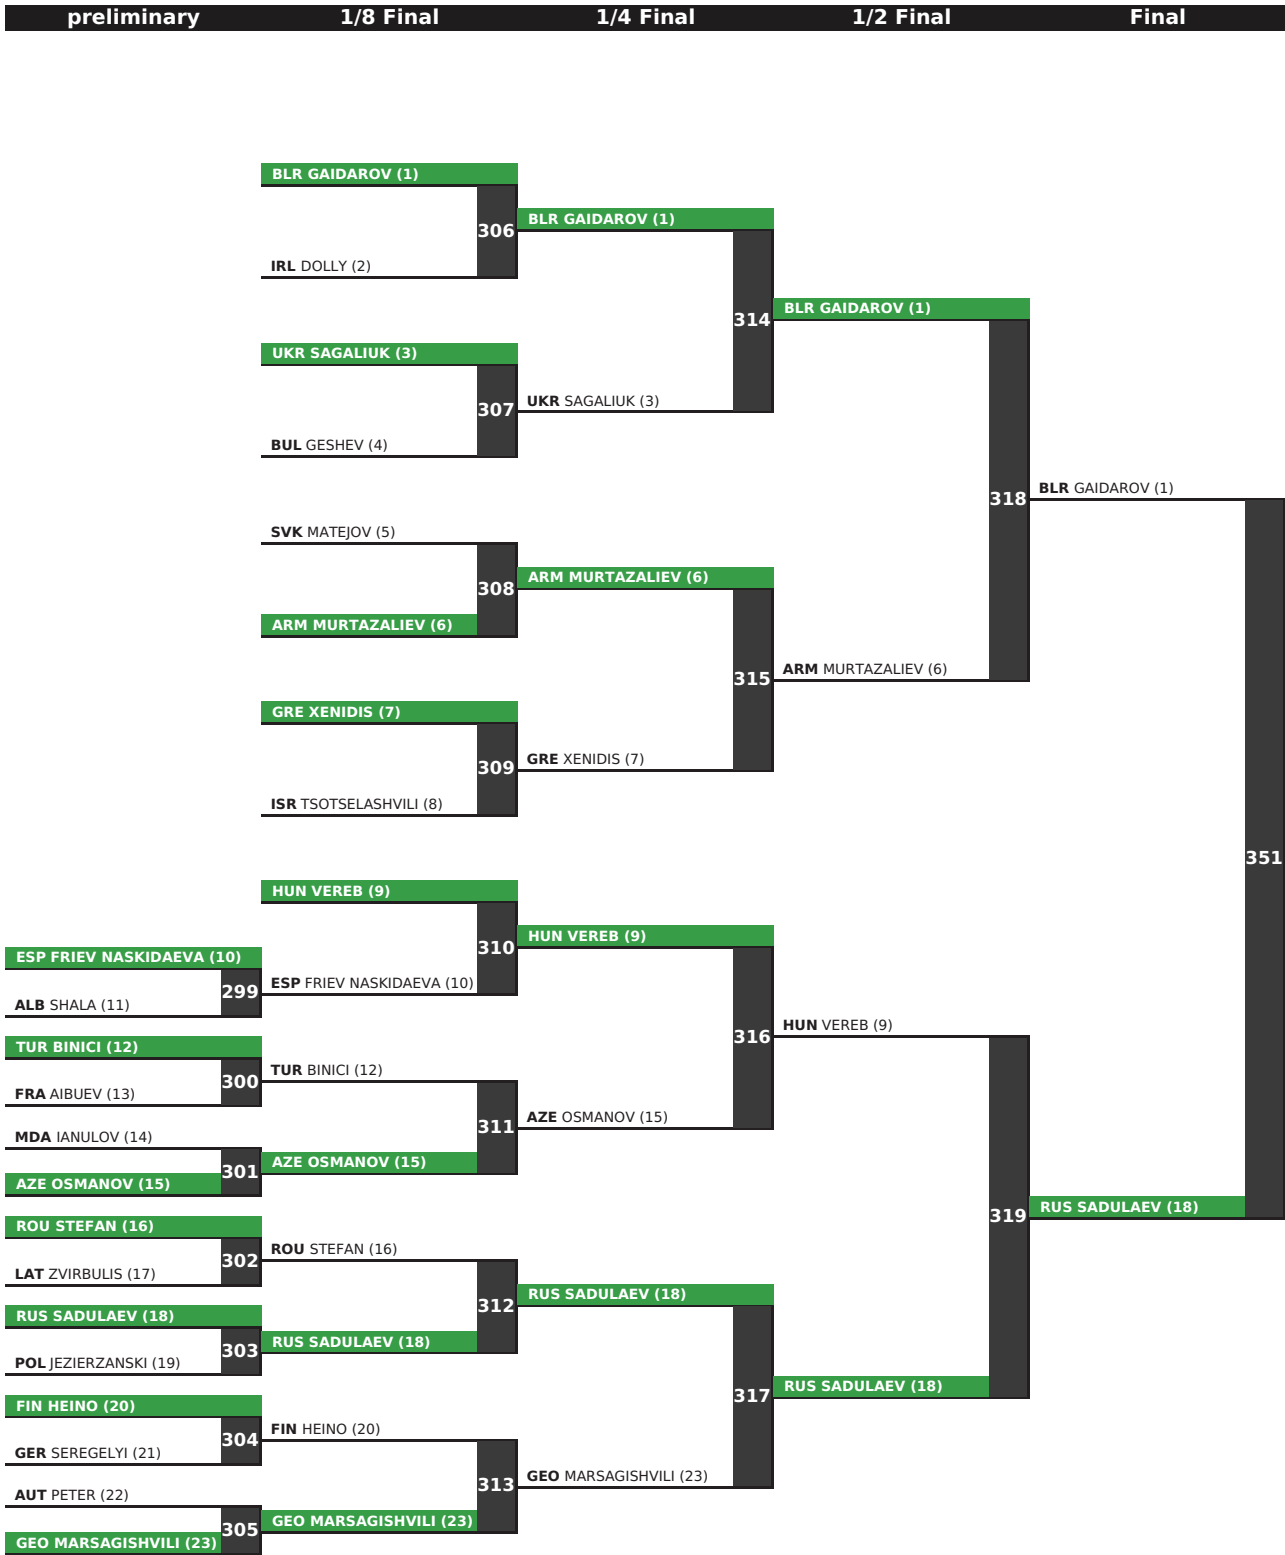 preliminary 1/8 Final 1/4 Final 1/2 Final Final
BLR GAIDAROV (1)
306
IRL DOLLY (2)
UKR SAGALIUK (3)
307
BUL GESHEV (4)
SVK MATEJOV (5)
308
ARM MURTAZALIEV (6)
GRE XENIDIS (7)
309
ISR TSOTSELASHVILI (8)
HUN VEREB (9)
310
ESP FRIEV NASKIDAEVA (10)
ESP FRIEV NASKIDAEVA (10)
299
ALB SHALA (11)
TUR BINICI (12)
300
FRA AIBUEV (13)
MDA IANULOV (14)
301
AZE OSMANOV (15)
ROU STEFAN (16)
302
LAT ZVIRBULIS (17)
RUS SADULAEV (18)
303
POL JEZIERZANSKI (19)
FIN HEINO (20)
304
GER SEREGELYI (21)
AUT PETER (22)
305
GEO MARSAGISHVILI (23)
TUR BINICI (12)
311
AZE OSMANOV (15)
ROU STEFAN (16)
312
RUS SADULAEV (18)
FIN HEINO (20)
313
GEO MARSAGISHVILI (23)
BLR GAIDAROV (1)
314
UKR SAGALIUK (3)
ARM MURTAZALIEV (6)
315
GRE XENIDIS (7)
HUN VEREB (9)
316
AZE OSMANOV (15)
RUS SADULAEV (18)
317
GEO MARSAGISHVILI (23)
BLR GAIDAROV (1)
318
ARM MURTAZALIEV (6)
HUN VEREB (9)
319
RUS SADULAEV (18)
BLR GAIDAROV (1)
351
RUS SADULAEV (18)